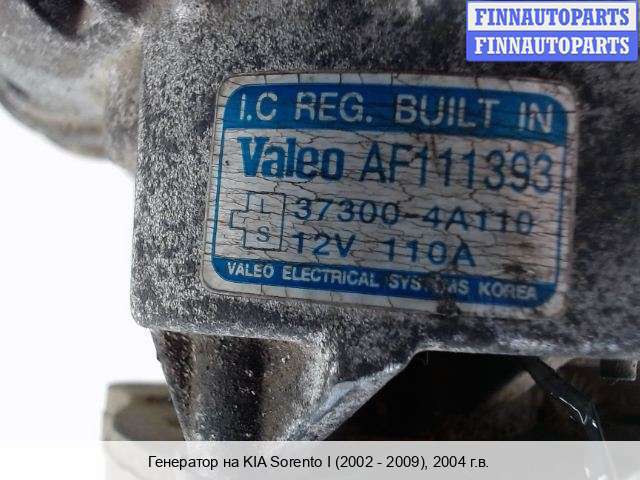 FINNAUTOPARTS
FINNAUTOPARTS
I.C REG. BUILT IN
Valeo AF111393
L
S
37300-4A110
12V 110A
VALEO ELECTRICAL SYSTEMS KOREA
Генератор на KIA Sorento I (2002 - 2009), 2004 г.в.